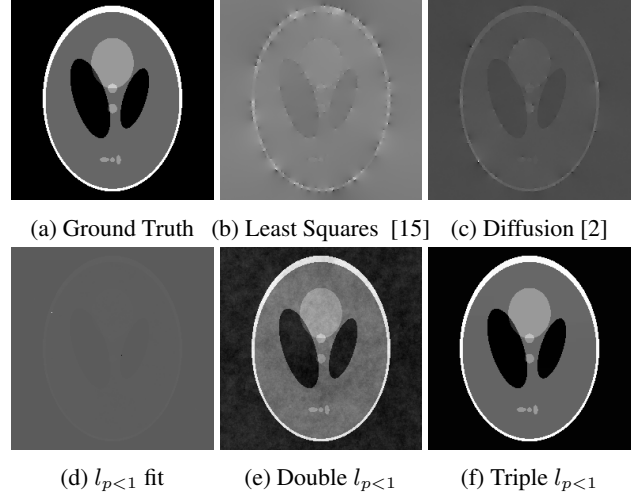 (a) Ground Truth (b) Least Squares [15] (c) Diffusion [2]
(d) l_{p<1} fit (e) Double l_{p<1} (f) Triple l_{p<1}